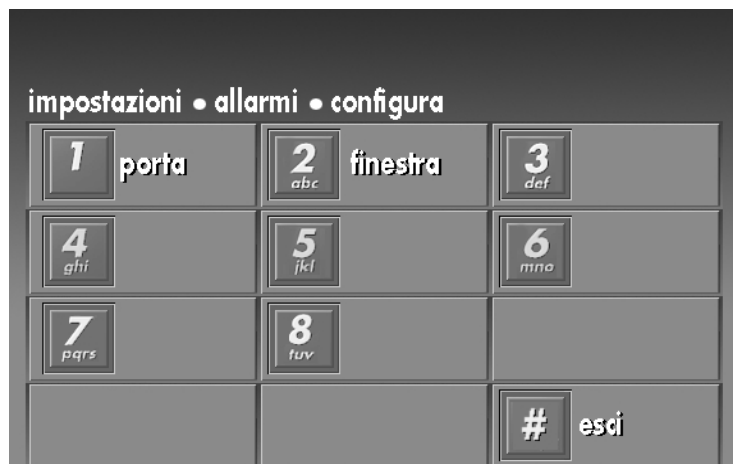 impostazioni • allarmi • configura
1 porta 2 abc finestra 3 def
4 ghi 5 jkl 6 mno
7 pqrs 8 tuv
# esci